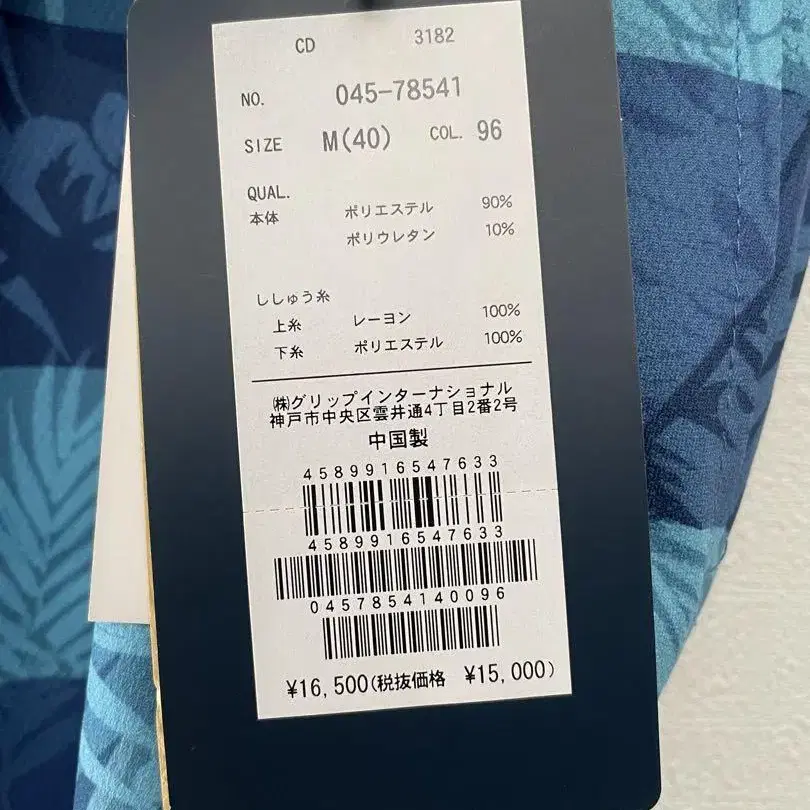 CD 3182
NO. 045-78541
SIZE M(40) COL. 96
QUAL.
本体 ポリエステル 90%
ポリウレタン 10%
ししゅう糸
上糸 レーヨン 100%
下糸 ポリエステル 100%
㈱グリップインターナショナル
神戸市中央区雲井通4丁目2番2号
中国製
4589916547633
4589916547633
0457854140096
¥16,500(税抜価格 ¥15,000)